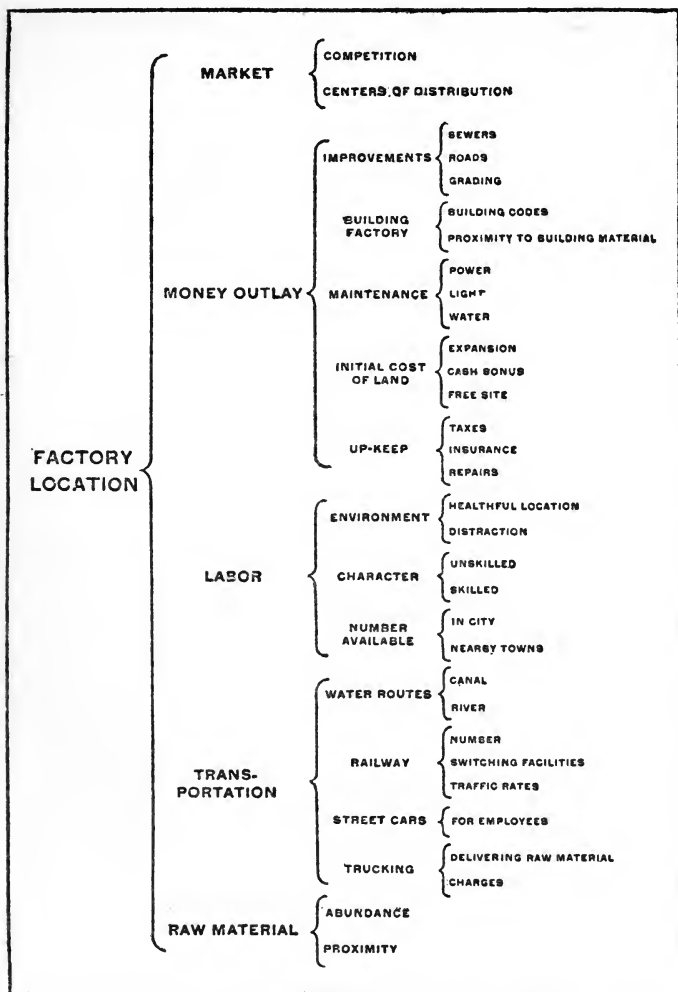 FACTORY
LOCATION
MARKET
COMPETITION
CENTERS OF DISTRIBUTION
MONEY OUTLAY
IMPROVEMENTS
SEWERS
ROADS
GRADING
BUILDING
FACTORY
BUILDING CODES
PROXIMITY TO BUILDING MATERIAL
MAINTENANCE
POWER
LIGHT
WATER
INITIAL COST
OF LAND
EXPANSION
CASH BONUS
FREE SITE
UP-KEEP
TAXES
INSURANCE
REPAIRS
LABOR
ENVIRONMENT
HEALTHFUL LOCATION
DISTRACTION
CHARACTER
UNSKILLED
SKILLED
NUMBER
AVAILABLE
IN CITY
NEARBY TOWNS
TRANS-
PORTATION
WATER ROUTES
CANAL
RIVER
RAILWAY
NUMBER
SWITCHING FACILITIES
TRAFFIC RATES
STREET CARS
FOR EMPLOYEES
TRUCKING
DELIVERING RAW MATERIAL
CHARGES
RAW MATERIAL
ABUNDANCE
PROXIMITY